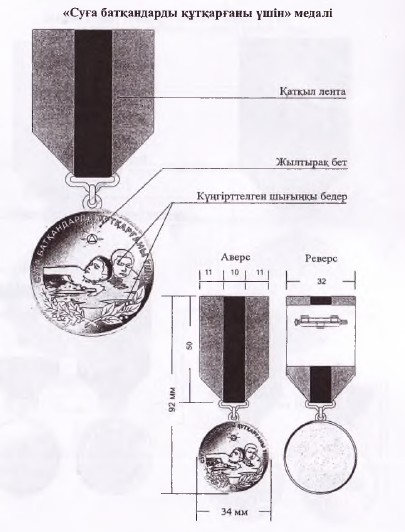 «Суға батқандарды құтқарғаны үшін» медалі
Қатқыл лента
Жылтырақ бет
Күңгірттелген шығыңқы бедер
СУҒА БАТҚАНДАРДЫ ҚҰТҚАРҒАНЫ ҮШІН
Аверс
Реверс
11 10 11
32
50
92 мм
34 мм